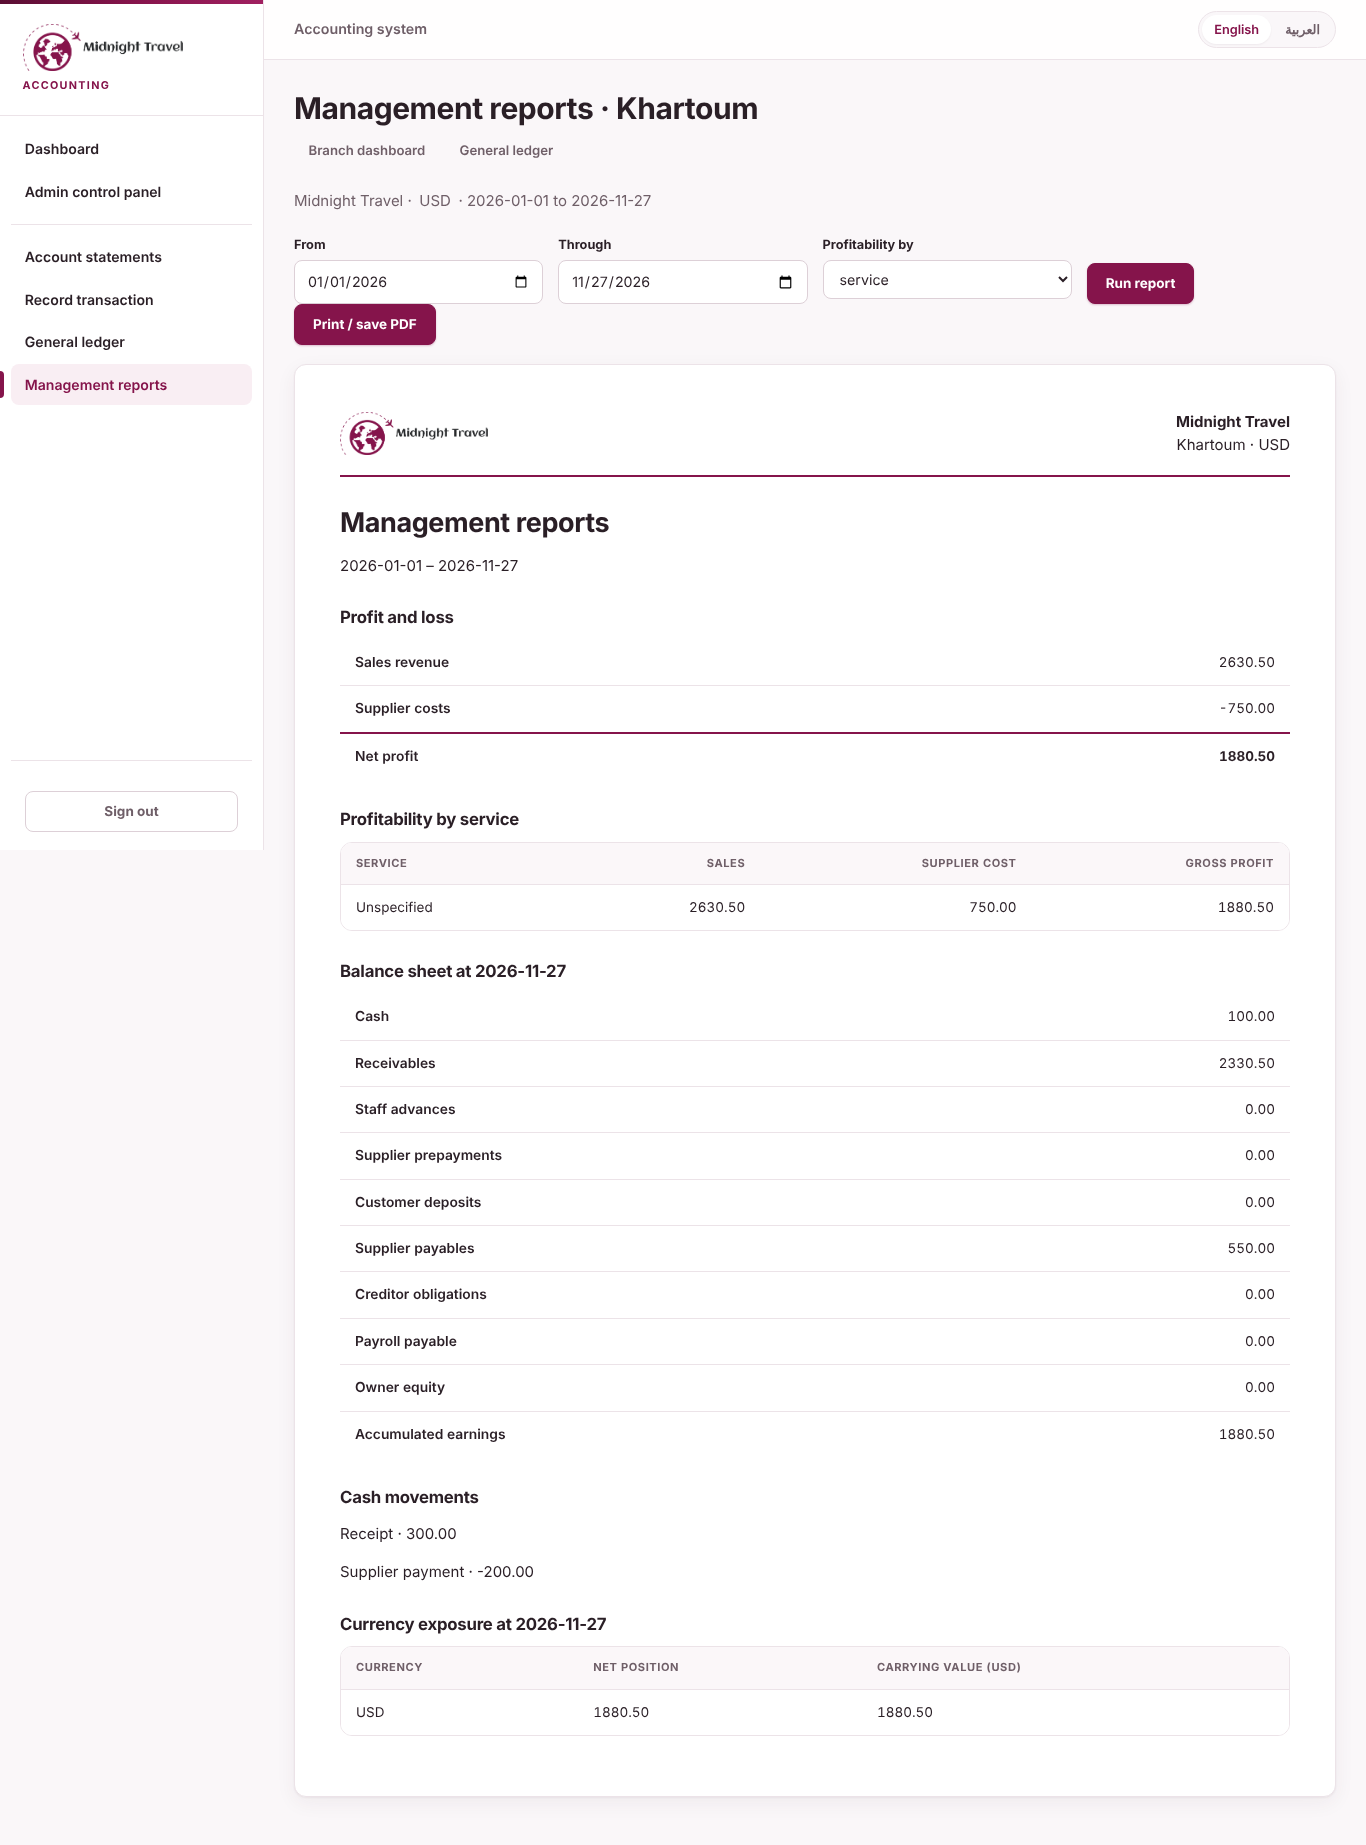 Midnight Travel
ACCOUNTING
Dashboard
Admin control panel
Account statements
Record transaction
General ledger
Management reports
Sign out
Accounting system
English العربية
Management reports · Khartoum
Branch dashboard General ledger
Midnight Travel · USD · 2026-01-01 to 2026-11-27
From Through Profitability by
01/01/2026 11/27/2026 service Run report
Print / save PDF
Midnight Travel
Midnight Travel
Khartoum · USD
Management reports
2026-01-01 – 2026-11-27
Profit and loss
Sales revenue 2630.50
Supplier costs -750.00
Net profit 1880.50
Profitability by service
SERVICE SALES SUPPLIER COST GROSS PROFIT
Unspecified 2630.50 750.00 1880.50
Balance sheet at 2026-11-27
Cash 100.00
Receivables 2330.50
Staff advances 0.00
Supplier prepayments 0.00
Customer deposits 0.00
Supplier payables 550.00
Creditor obligations 0.00
Payroll payable 0.00
Owner equity 0.00
Accumulated earnings 1880.50
Cash movements
Receipt · 300.00
Supplier payment · -200.00
Currency exposure at 2026-11-27
CURRENCY NET POSITION CARRYING VALUE (USD)
USD 1880.50 1880.50